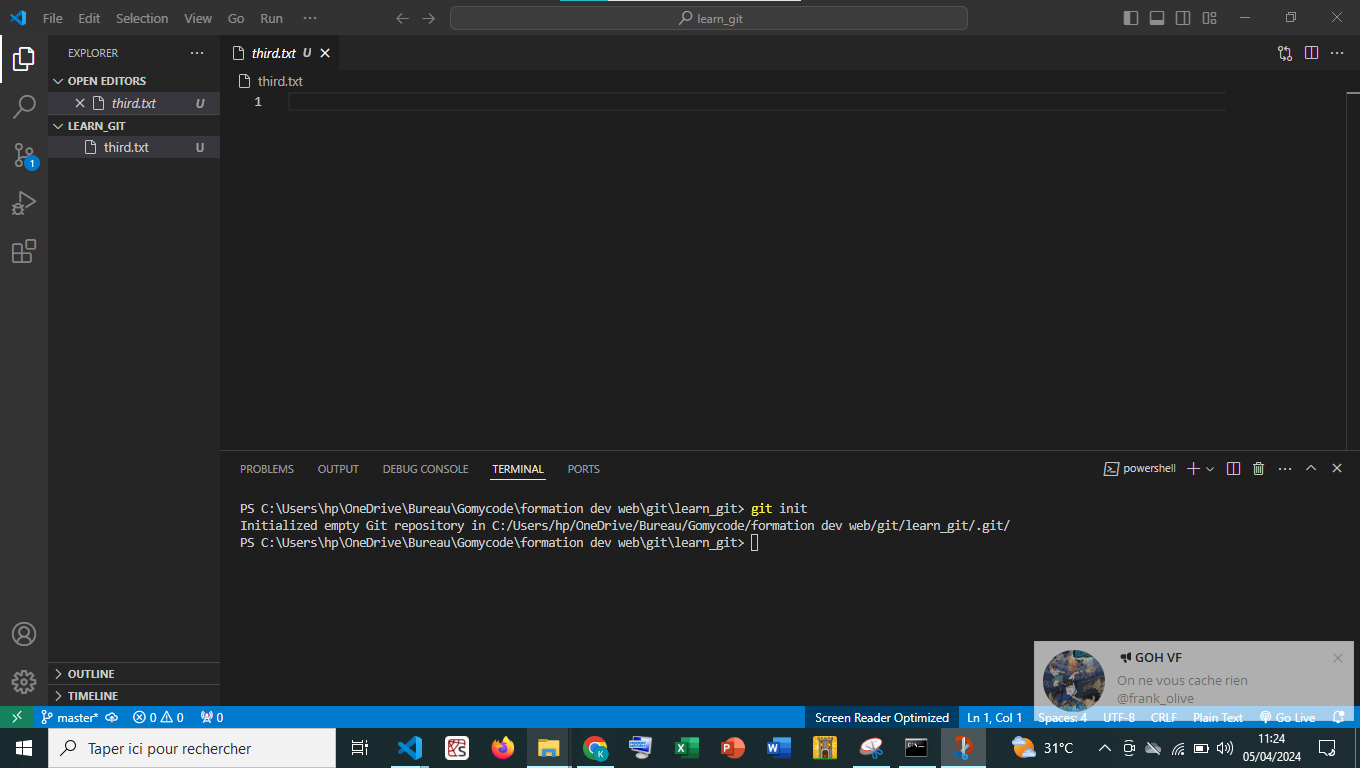 File Edit Selection View Go Run ··· learn_git
EXPLORER ···
OPEN EDITORS
third.txt U
LEARN_GIT
third.txt U
1
OUTLINE
TIMELINE
third.txt U
third.txt
1
PROBLEMS OUTPUT DEBUG CONSOLE TERMINAL PORTS powershell
PS C:\Users\hp\OneDrive\Bureau\Gomycode\formation dev web\git\learn_git> git init
Initialized empty Git repository in C:/Users/hp/OneDrive/Bureau/Gomycode/formation dev web/git/learn_git/.git/
PS C:\Users\hp\OneDrive\Bureau\Gomycode\formation dev web\git\learn_git>
GOH VF
On ne vous cache rien
@frank_olive
master* 0 0 0 Screen Reader Optimized Ln 1, Col 1 Spaces: 4 UTF-8 CRLF Plain Text Go Live
Taper ici pour rechercher 31°C 11:24
05/04/2024